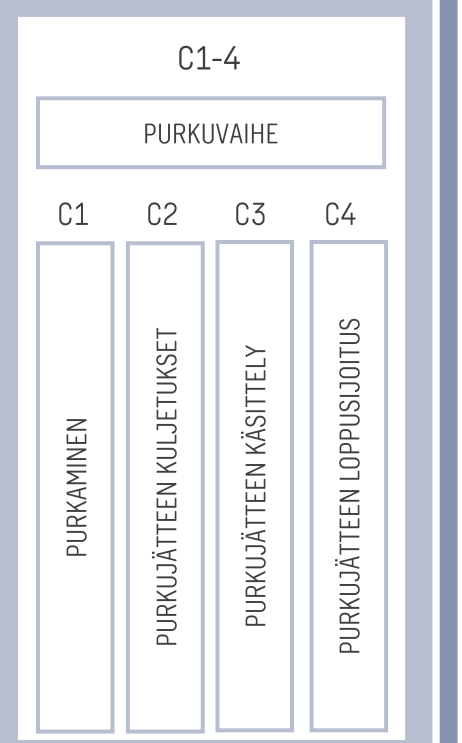 C1-4
PURKUVAIHE
C1
C2
C3
C4
PURKAMINEN
PURKUJÄTTEEN KULJETUKSET
PURKUJÄTTEEN KÄSITTELY
PURKUJÄTTEEN LOPPUSIJOITUS